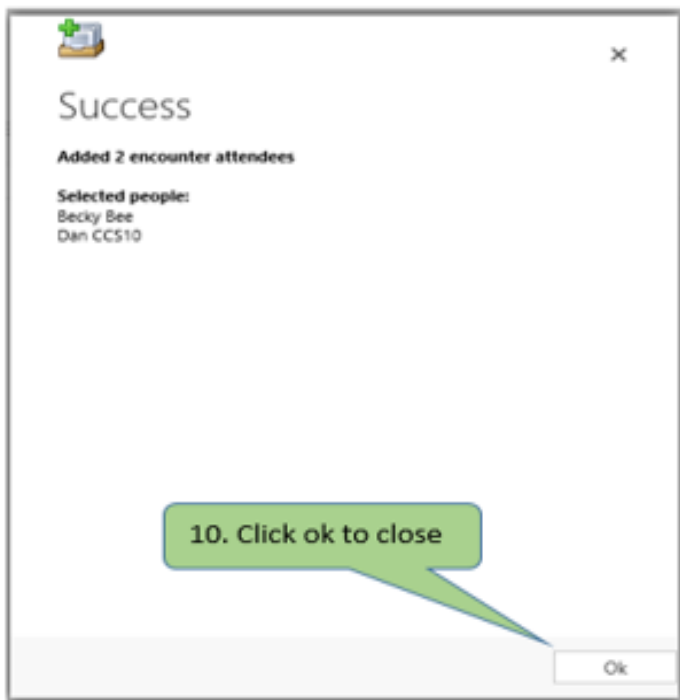 Success
Added 2 encounter attendees
Selected people:
Becky Bee
Dan CCS10
10. Click ok to close
Ok